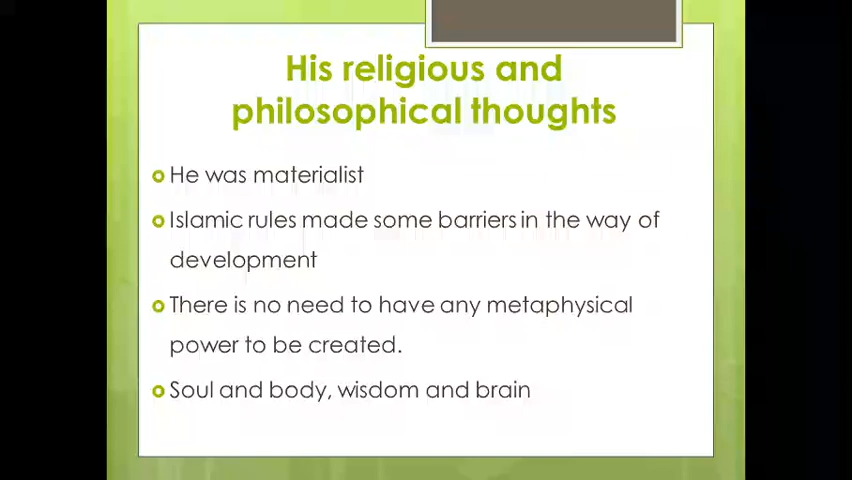 His religious and
philosophical thoughts
He was materialist
Islamic rules made some barriers in the way of
development
There is no need to have any metaphysical
power to be created.
Soul and body, wisdom and brain